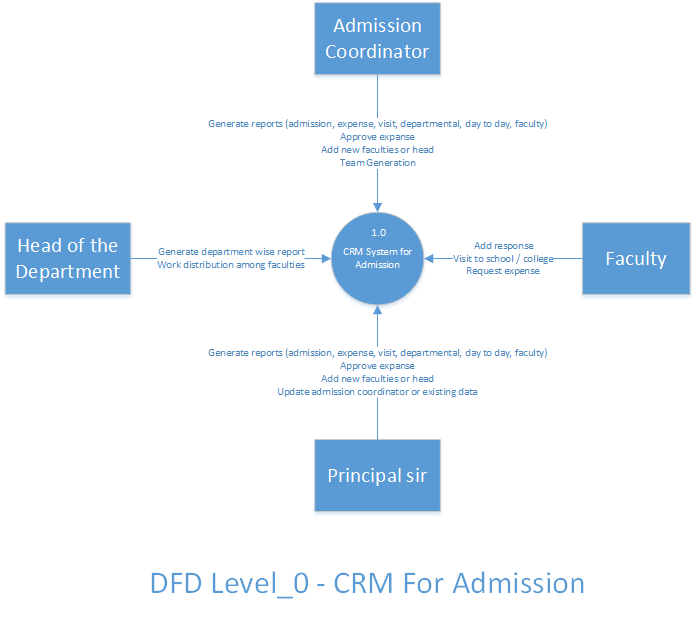 Admission
Coordinator
Generate reports (admission, expense, visit, departmental, day to day, faculty)
Approve expanse
Add new faculties or head
Team Generation
Head of the
Department
Generate department wise report
Work distribution among faculties
1.0
CRM System for
Admission
Add response
Visit to school / college
Request expense
Faculty
Generate reports (admission, expense, visit, departmental, day to day, faculty)
Approve expanse
Add new faculties or head
Update admission coordinator or existing data
Principal sir
DFD Level_0 - CRM For Admission